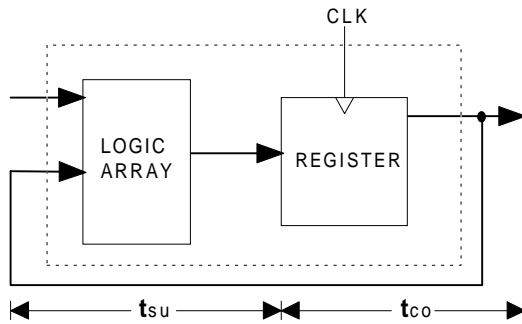 CLK
LOGIC
ARRAY
REGISTER
tsu
tco